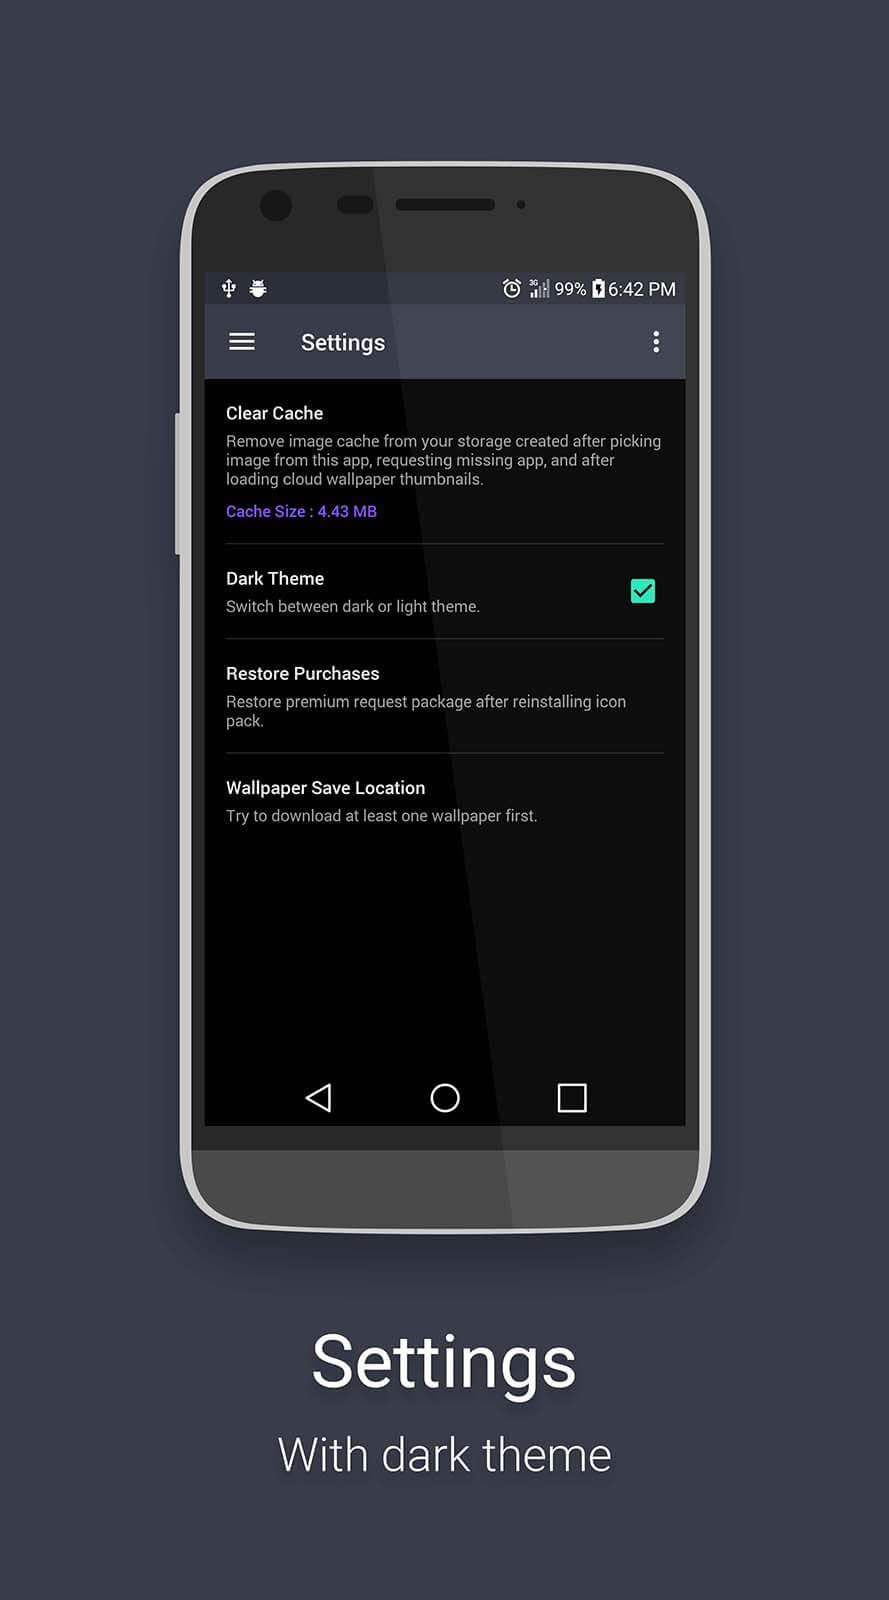 3G 99% 6:42 PM
Settings
Clear Cache
Remove image cache from your storage created after picking
image from this app, requesting missing app, and after
loading cloud wallpaper thumbnails.
Cache Size : 4.43 MB
Dark Theme
Switch between dark or light theme.
Restore Purchases
Restore premium request package after reinstalling icon
pack.
Wallpaper Save Location
Try to download at least one wallpaper first.
Settings
With dark theme